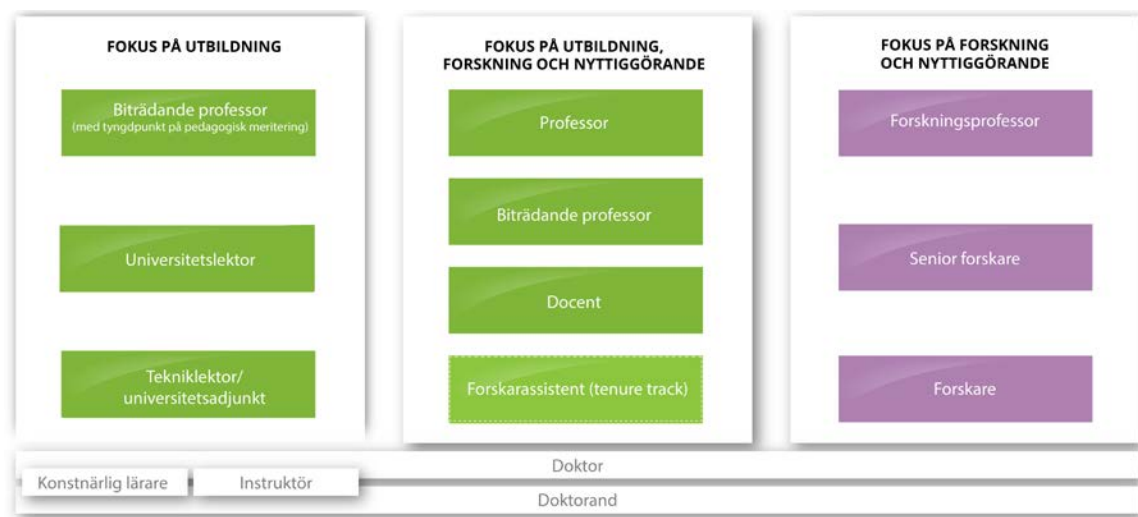 FOKUS PÅ UTBILDNING
Biträdande professor
(med tyngdpunkt på pedagogisk meritering)
Universitetslektor
Tekniklektor/
universitetsadjunkt
FOKUS PÅ UTBILDNING,
FORSKNING OCH NYTTIGGÖRANDE
Professor
Biträdande professor
Docent
Forskarassistent (tenure track)
FOKUS PÅ FORSKNING
OCH NYTTIGGÖRANDE
Forskningsprofessor
Senior forskare
Forskare
Doktor
Konstnärlig lärare
Instruktör
Doktorand